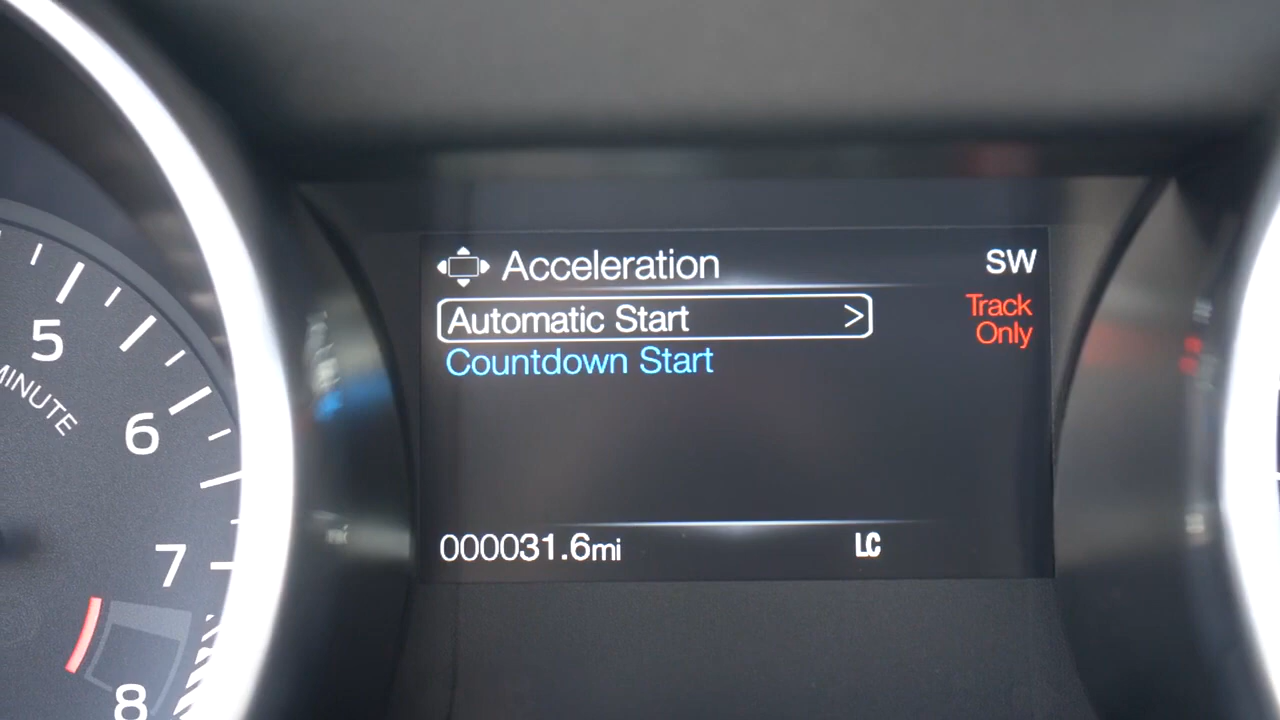 Acceleration
SW
Automatic Start >
Track
Only
Countdown Start
000031.6mi
LC
5
MINUTE
6
7
8